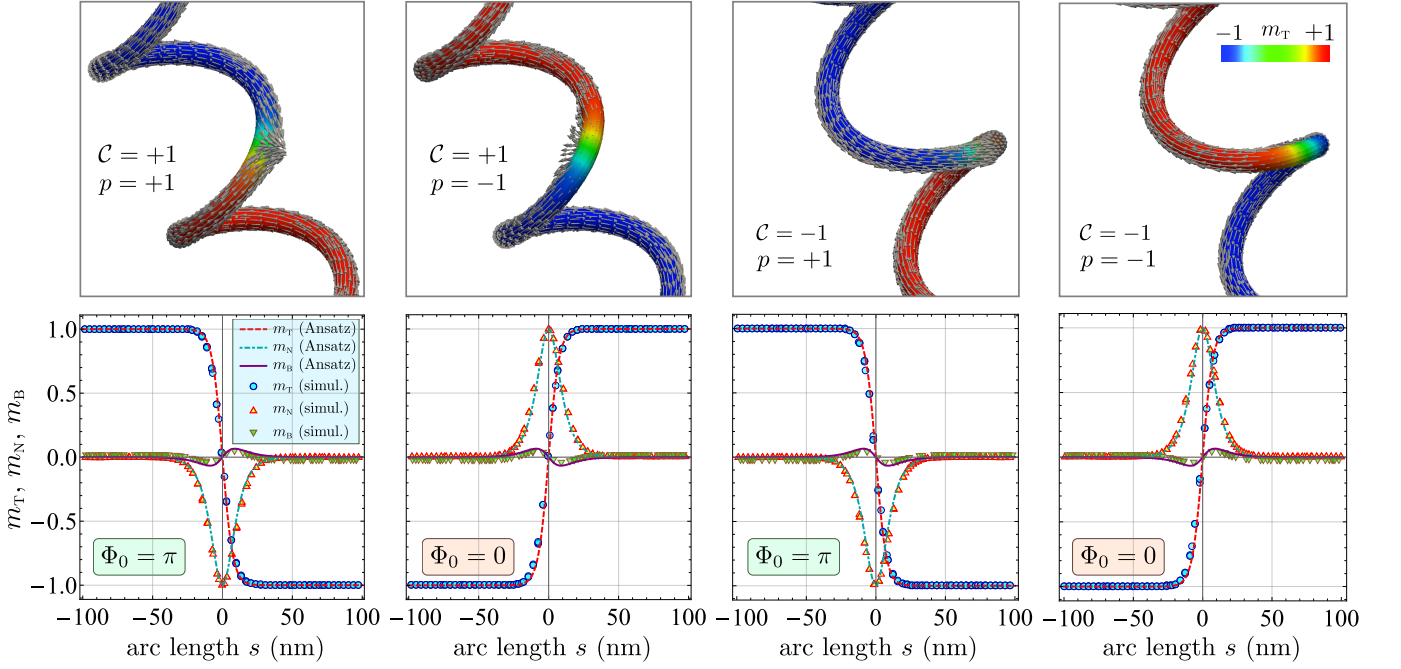 𝒞 = +1
p = +1
𝒞 = +1
p = −1
𝒞 = −1
p = +1
−1 m_T +1
𝒞 = −1
p = −1
m_T, m_N, m_B
1.0
0.5
0.0
−0.5
−1.0
m_T (Ansatz)
m_N (Ansatz)
m_B (Ansatz)
m_T (simul.)
m_N (simul.)
m_B (simul.)
Φ_0 = π
Φ_0 = 0
Φ_0 = π
Φ_0 = 0
−100 −50 0 50 100
−100 −50 0 50 100
−100 −50 0 50 100
−100 −50 0 50 100
arc length s (nm)
arc length s (nm)
arc length s (nm)
arc length s (nm)